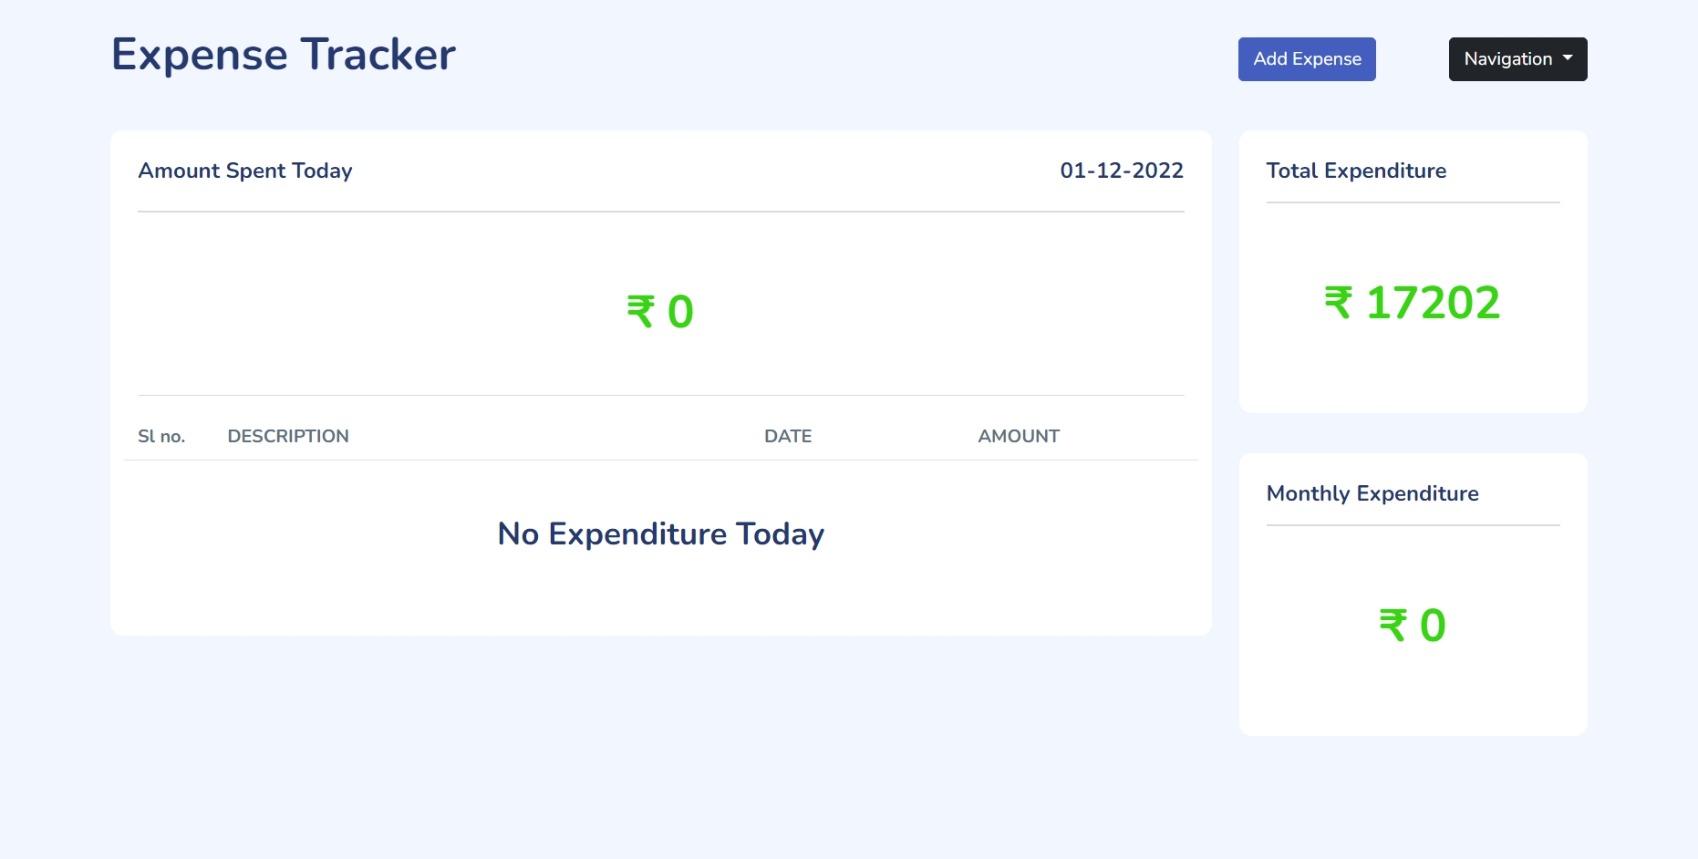 Expense Tracker
Add Expense
Navigation
Amount Spent Today 01-12-2022
₹ 0
Sl no. DESCRIPTION DATE AMOUNT
No Expenditure Today
Total Expenditure
₹ 17202
Monthly Expenditure
₹ 0